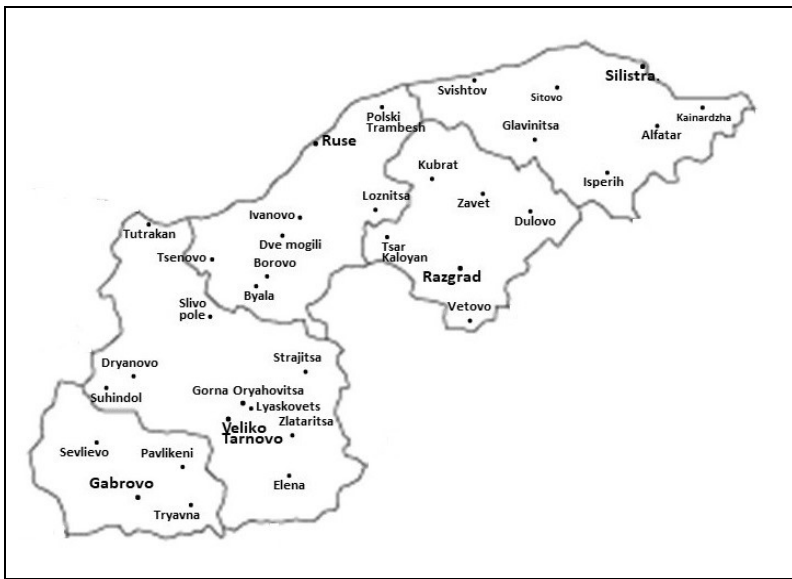 Silistra.
Svishtov
Sitovo
Kainardzha
Polski
Trambesh
Glavinitsa
Alfatar
Ruse
Kubrat
Isperih
Zavet
Loznitsa
Ivanovo
Dulovo
Tutrakan
Dve mogili
Tsar
Kaloyan
Tsenovo
Borovo
Razgrad
Byala
Slivo
pole
Vetovo
Strajitsa
Dryanovo
Suhindol
Gorna Oryahovitsa
Lyaskovets
Zlataritsa
Veliko
Tarnovo
Sevlievo
Pavlikeni
Gabrovo
Elena
Tryavna